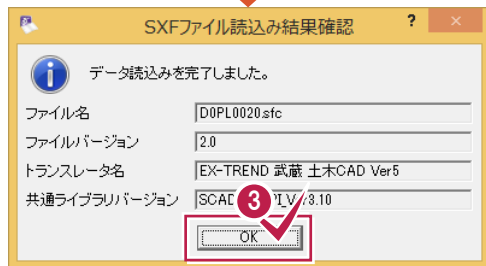 SXFファイル読込み結果確認 ? ×
データ読込みを完了しました。
ファイル名 D0PL0020.sfc
ファイルバージョン 2.0
トランスレータ名 EX-TREND 武蔵 土木CAD Ver5
共通ライブラリバージョン 3.10
3
OK